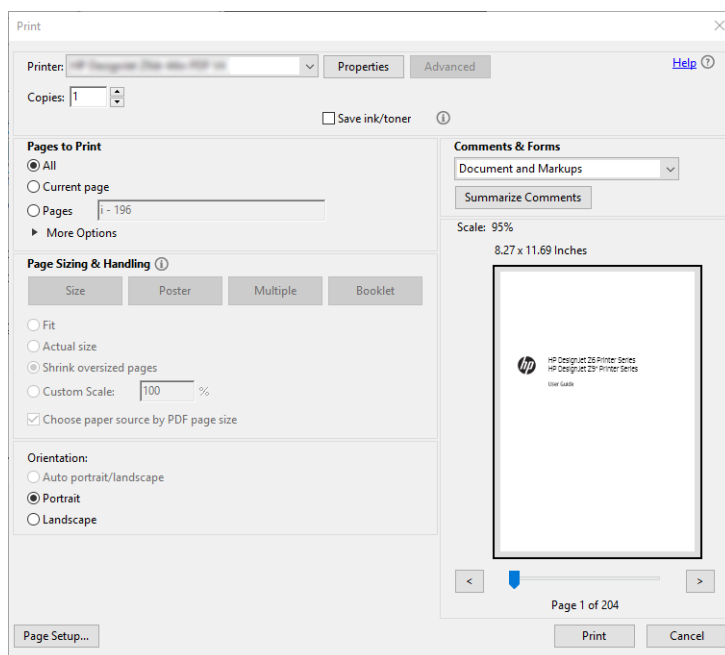 Print
Printer:
Properties
Advanced
Help
Copies: 1
Save ink/toner
Pages to Print
All
Current page
Pages i - 196
More Options
Page Sizing & Handling
Size Poster Multiple Booklet
Fit
Actual size
Shrink oversized pages
Custom Scale: 100 %
Choose paper source by PDF page size
Orientation:
Auto portrait/landscape
Portrait
Landscape
Comments & Forms
Document and Markups
Summarize Comments
Scale: 95%
8.27 x 11.69 Inches
hp
HP DesignJet Z6 Printer Series
HP DesignJet Z9+ Printer Series
User Guide
< >
Page 1 of 204
Page Setup...
Print
Cancel